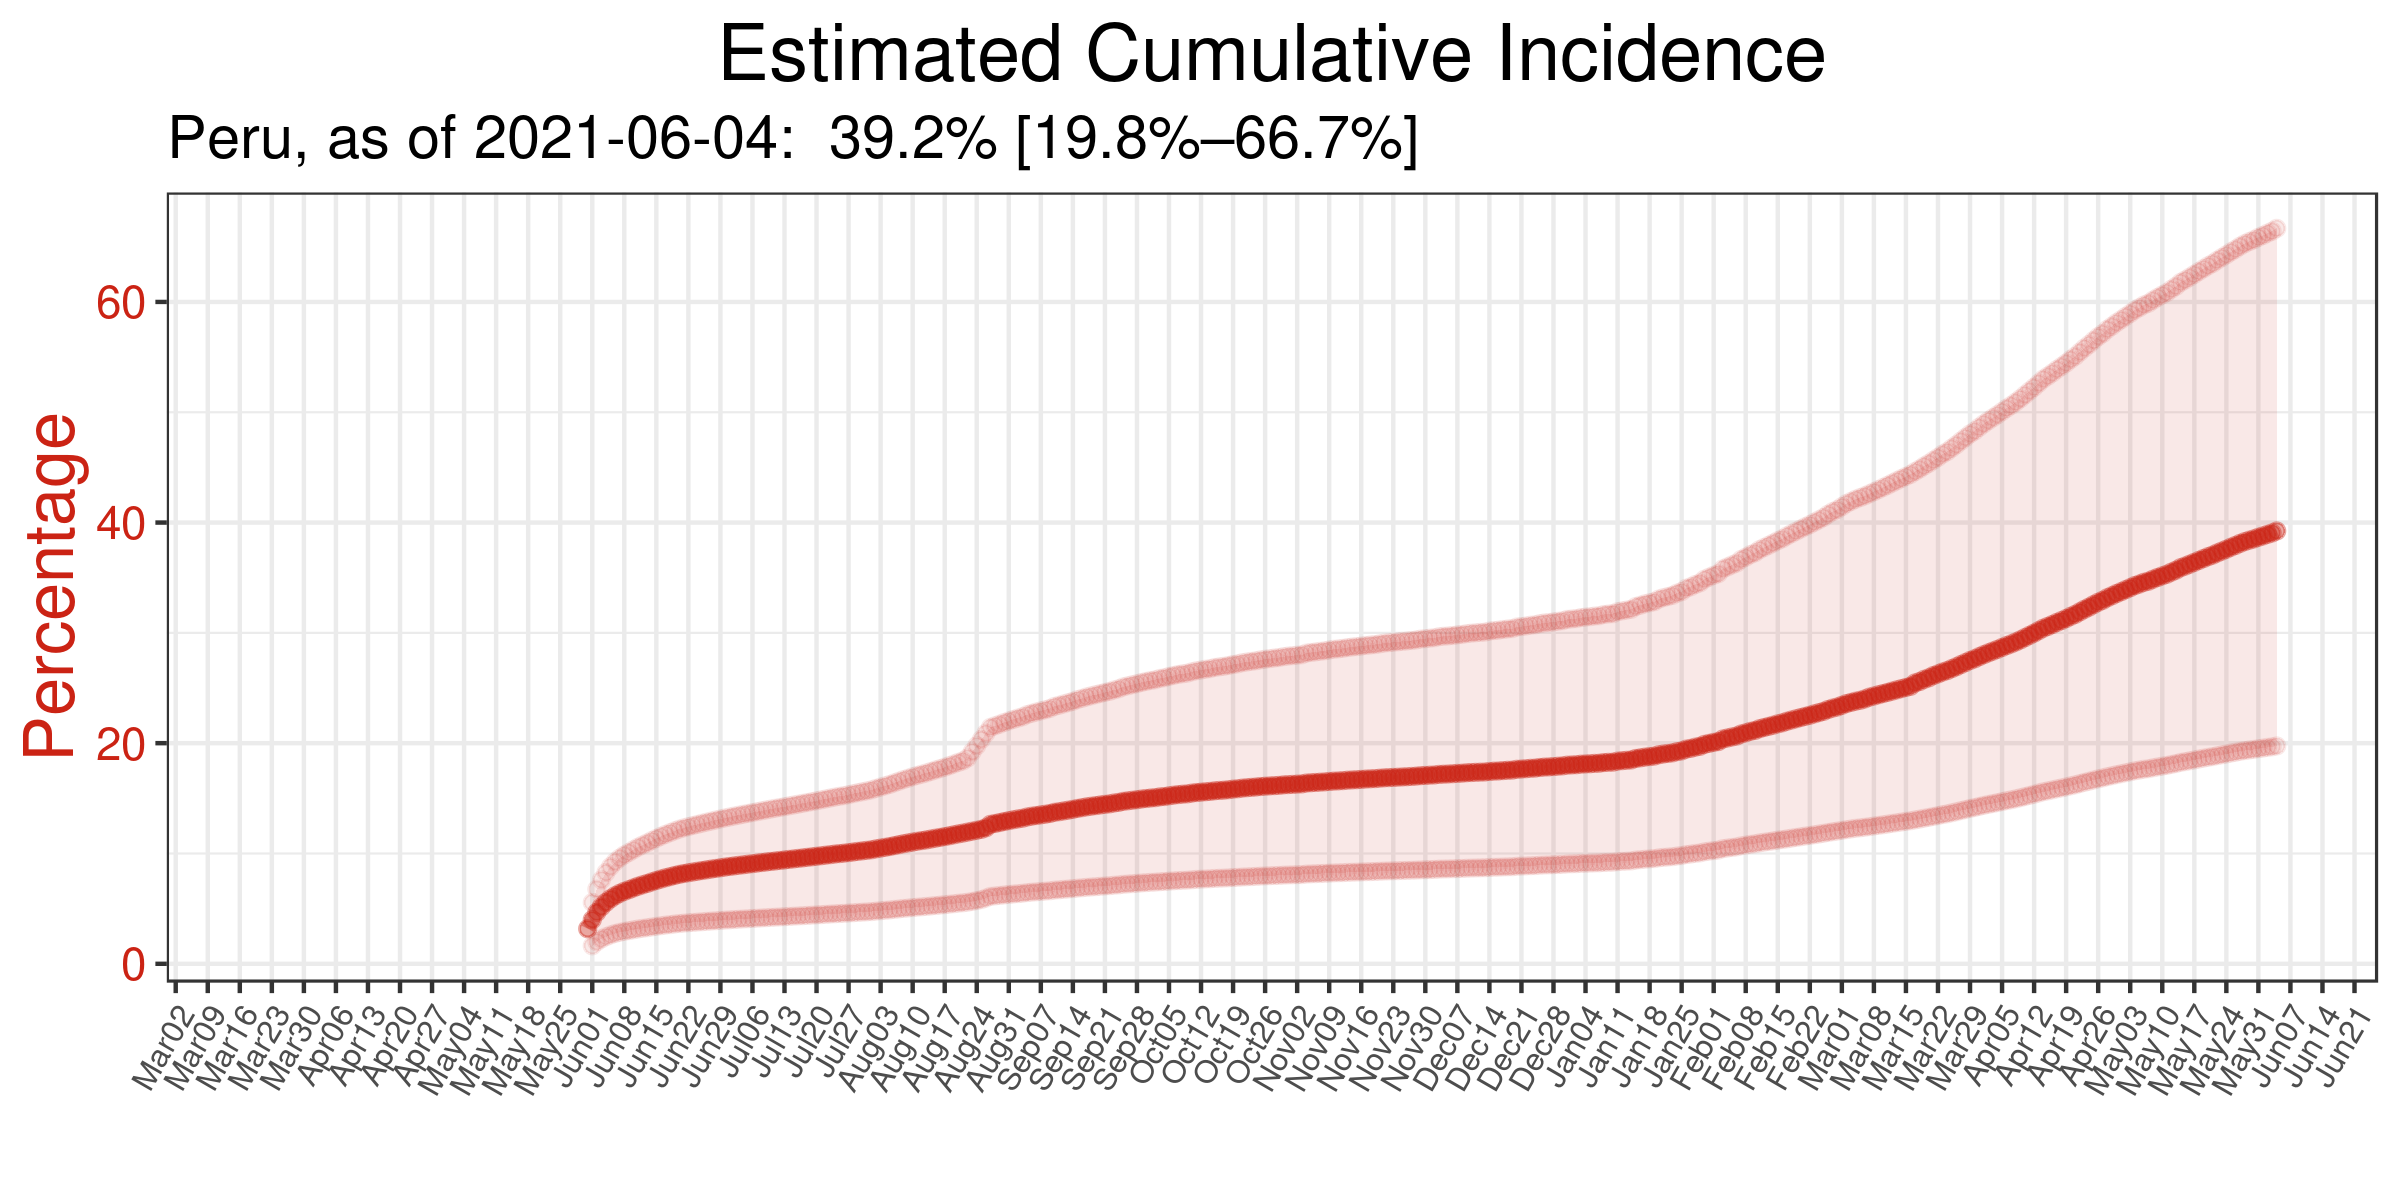 Estimated Cumulative Incidence
Peru, as of 2021-06-04:  39.2% [19.8%–66.7%]
Percentage
60
40
20
0
Mar02
Mar09
Mar16
Mar23
Mar30
Apr06
Apr13
Apr20
Apr27
May04
May11
May18
May25
Jun01
Jun08
Jun15
Jun22
Jun29
Jul06
Jul13
Jul20
Jul27
Aug03
Aug10
Aug17
Aug24
Aug31
Sep07
Sep14
Sep21
Sep28
Oct05
Oct12
Oct19
Oct26
Nov02
Nov09
Nov16
Nov23
Nov30
Dec07
Dec14
Dec21
Dec28
Jan04
Jan11
Jan18
Jan25
Feb01
Feb08
Feb15
Feb22
Mar01
Mar08
Mar15
Mar22
Mar29
Apr05
Apr12
Apr19
Apr26
May03
May10
May17
May24
May31
Jun07
Jun14
Jun21